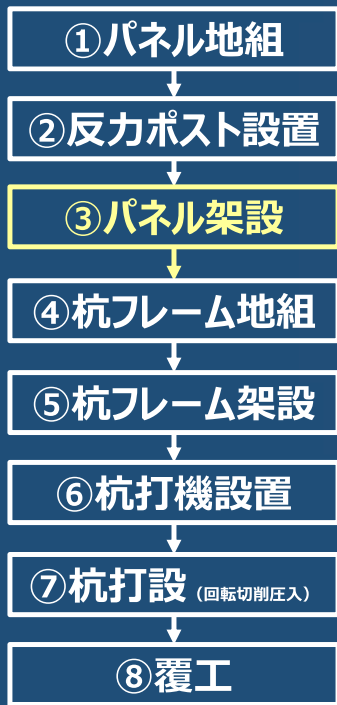 ①パネル地組
②反力ポスト設置
③パネル架設
④杭フレーム地組
⑤杭フレーム架設
⑥杭打機設置
⑦杭打設（回転切削圧入）
⑧覆工